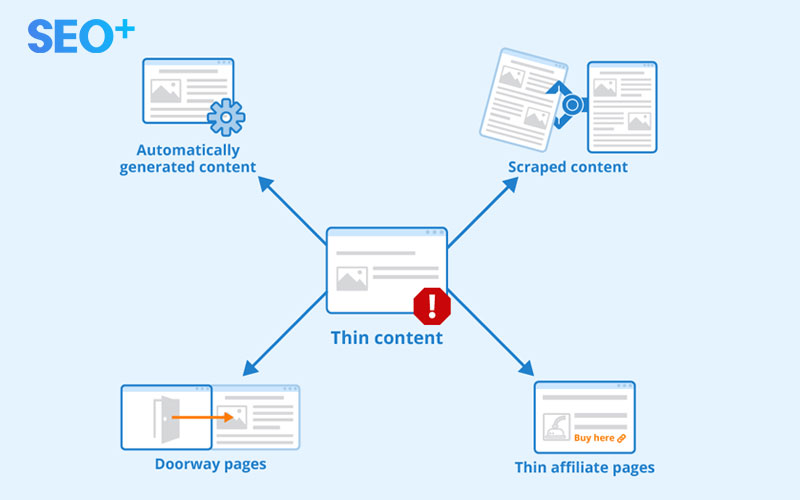 SEO+
Automatically
generated content
Scraped content
Thin content
Doorway pages
Buy here
Thin affiliate pages